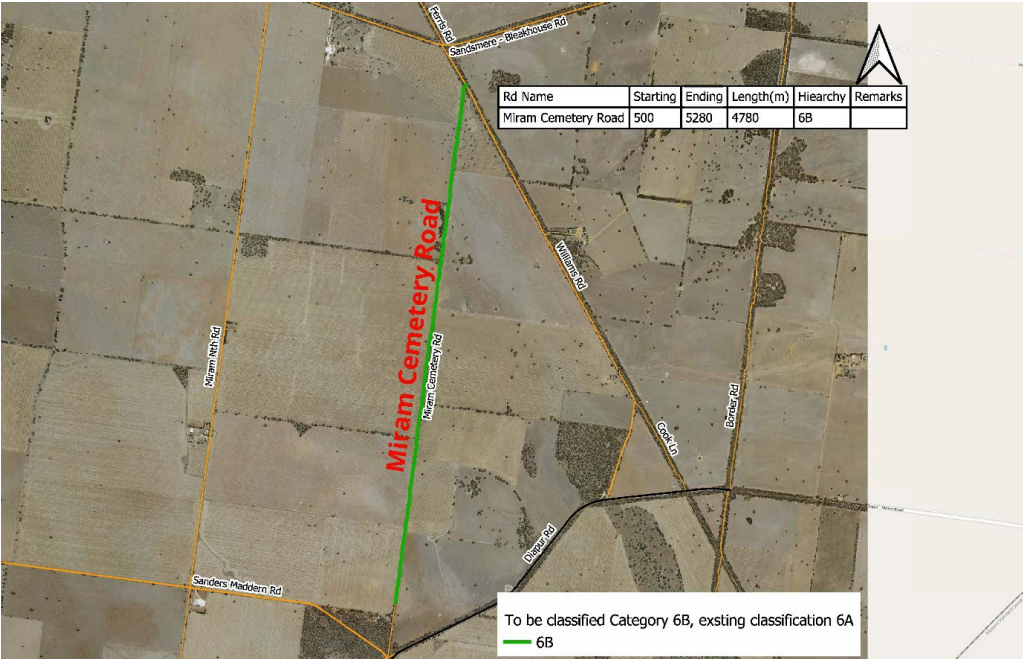 Ferris Rd
Sandsmere - Bleakhouse Rd
Rd Name Starting Ending Length(m) Hiearchy Remarks
Miram Cemetery Road 500 5280 4780 6B
Miram Cemetery Road
Williams Rd
Miram Nth Rd
Miram Cemetery Rd
Border Rd
Cook Ln
Diapur Rd
Sanders Maddern Rd
To be classified Category 6B, exsting classification 6A
6B